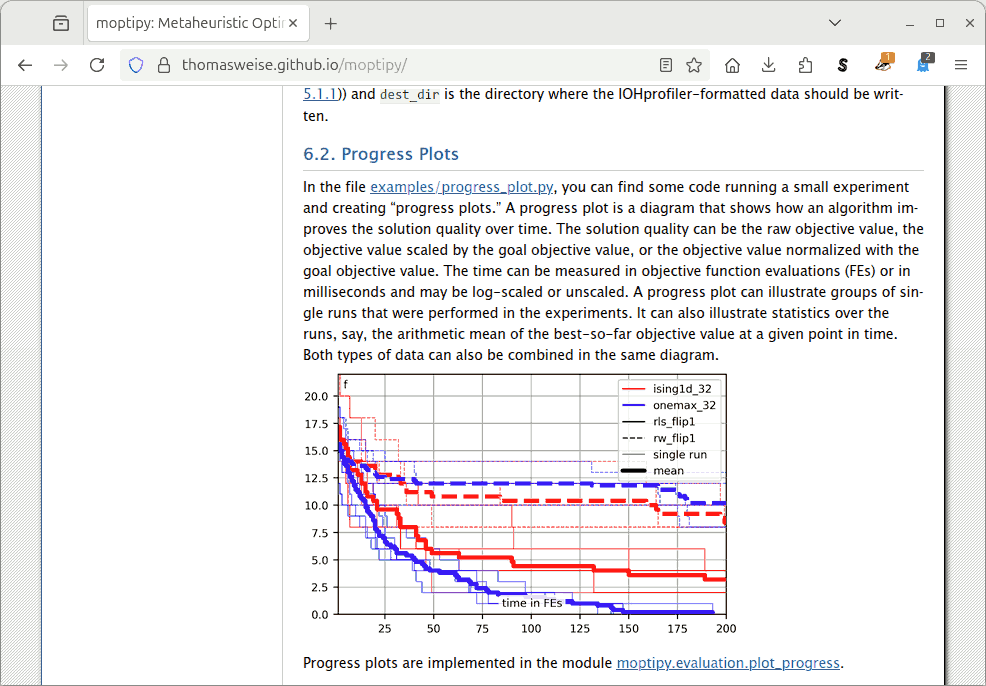 moptipy: Metaheuristic Opti
thomasweise.github.io/moptipy/
1
2
5.1.1)) and dest_dir is the directory where the IOHprofiler-formatted data should be writ-
ten.
6.2. Progress Plots
In the file examples/progress_plot.py, you can find some code running a small experiment
and creating “progress plots.” A progress plot is a diagram that shows how an algorithm im-
proves the solution quality over time. The solution quality can be the raw objective value, the
objective value scaled by the goal objective value, or the objective value normalized with the
goal objective value. The time can be measured in objective function evaluations (FEs) or in
milliseconds and may be log-scaled or unscaled. A progress plot can illustrate groups of sin-
gle runs that were performed in the experiments. It can also illustrate statistics over the
runs, say, the arithmetic mean of the best-so-far objective value at a given point in time.
Both types of data can also be combined in the same diagram.
f
20.0
17.5
15.0
12.5
10.0
7.5
5.0
2.5
0.0
ising1d_32
onemax_32
rls_flip1
rw_flip1
single run
mean
time in FEs
25 50 75 100 125 150 175 200
Progress plots are implemented in the module moptipy.evaluation.plot_progress.